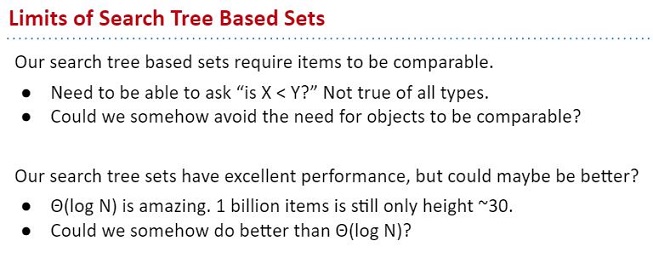 Limits of Search Tree Based Sets
Our search tree based sets require items to be comparable.
● Need to be able to ask “is X < Y?” Not true of all types.
● Could we somehow avoid the need for objects to be comparable?
Our search tree sets have excellent performance, but could maybe be better?
● Θ(log N) is amazing. 1 billion items is still only height ~30.
● Could we somehow do better than Θ(log N)?